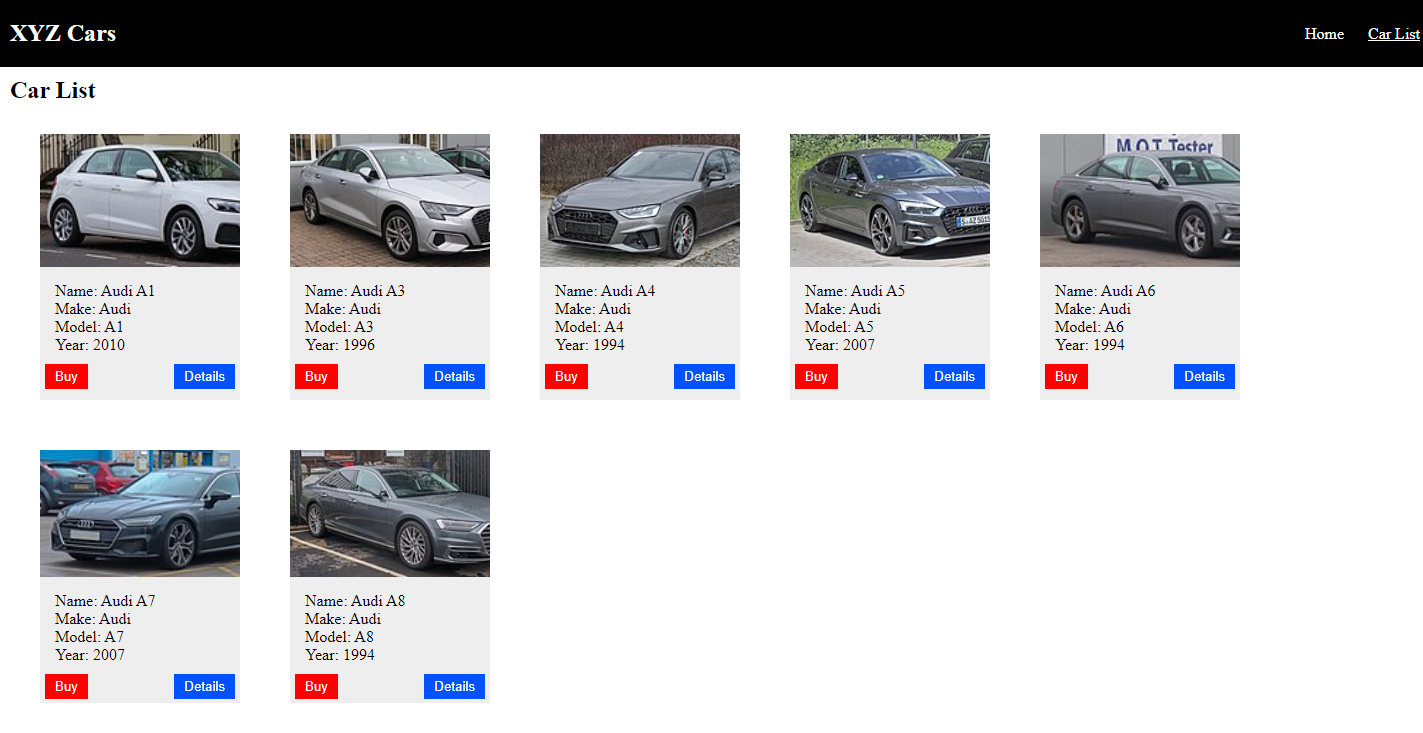 XYZ Cars
Home
Car List
Car List
M.O.T. Tester
Name: Audi A1
Make: Audi
Model: A1
Year: 2010
Buy
Details
Name: Audi A3
Make: Audi
Model: A3
Year: 1996
Buy
Details
Name: Audi A4
Make: Audi
Model: A4
Year: 1994
Buy
Details
Name: Audi A5
Make: Audi
Model: A5
Year: 2007
Buy
Details
Name: Audi A6
Make: Audi
Model: A6
Year: 1994
Buy
Details
Name: Audi A7
Make: Audi
Model: A7
Year: 2007
Buy
Details
Name: Audi A8
Make: Audi
Model: A8
Year: 1994
Buy
Details